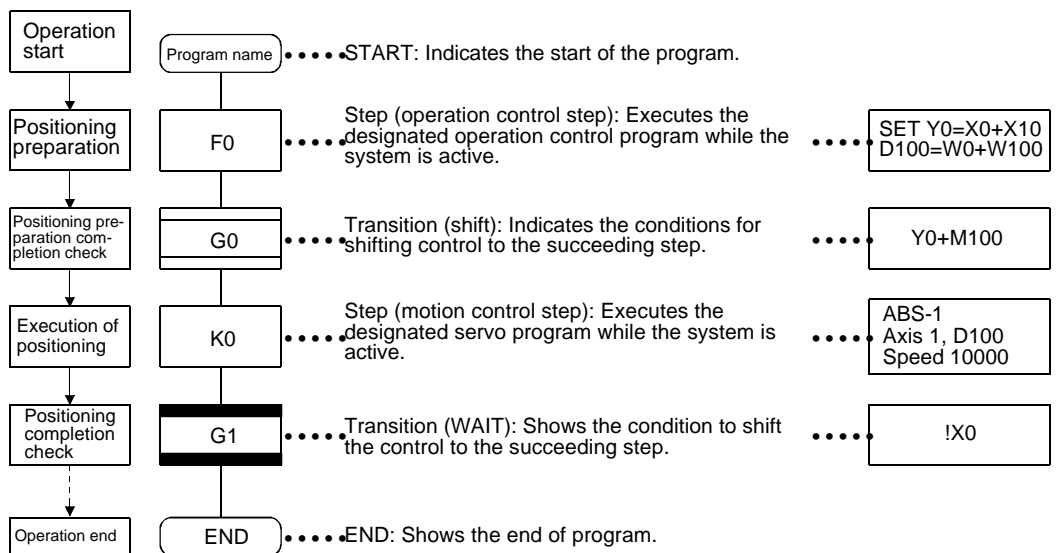 Operation
start
Program name
START: Indicates the start of the program.
Positioning
preparation
F0
Step (operation control step): Executes the
designated operation control program while the
system is active.
SET Y0=X0+X10
D100=W0+W100
Positioning pre-
paration com-
pletion check
G0
Transition (shift): Indicates the conditions for
shifting control to the succeeding step.
Y0+M100
Execution of
positioning
K0
Step (motion control step): Executes the
designated servo program while the system is
active.
ABS-1
Axis 1, D100
Speed 10000
Positioning
completion
check
G1
Transition (WAIT): Shows the condition to shift
the control to the succeeding step.
!X0
Operation end
END
END: Shows the end of program.